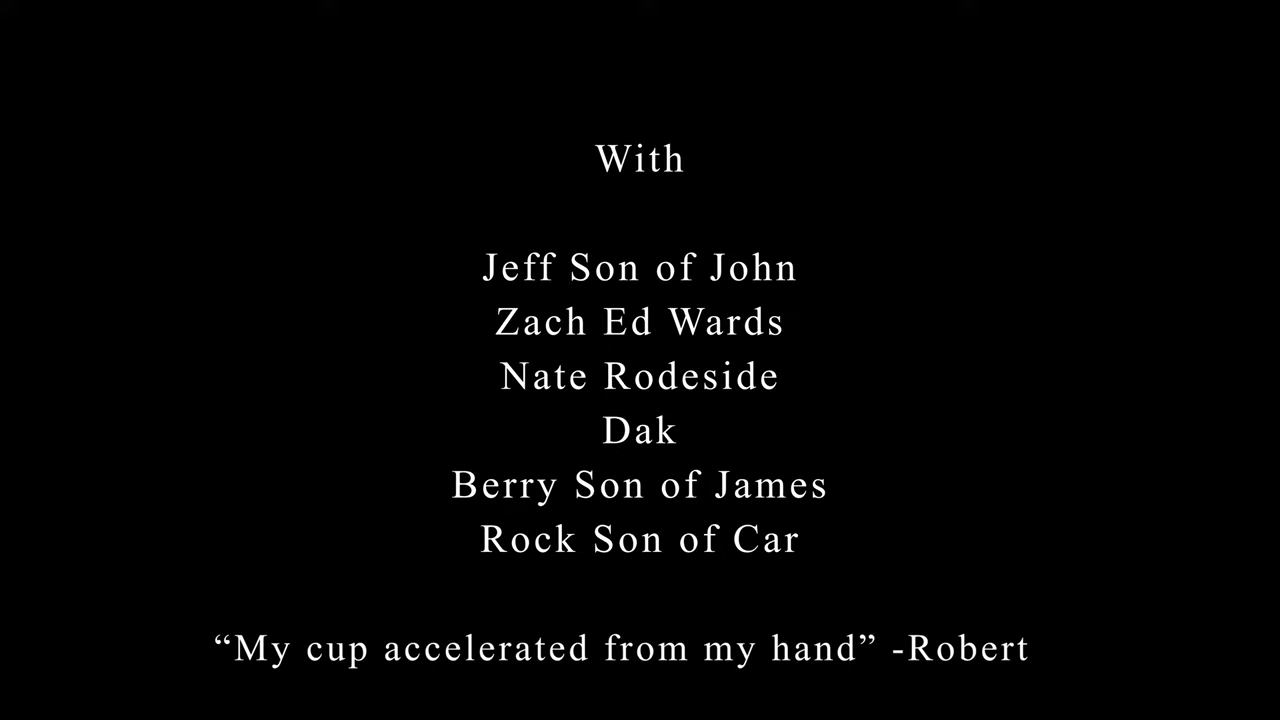 With
Jeff Son of John
Zach Ed Wards
Nate Rodeside
Dak
Berry Son of James
Rock Son of Car
“My cup accelerated from my hand” -Robert